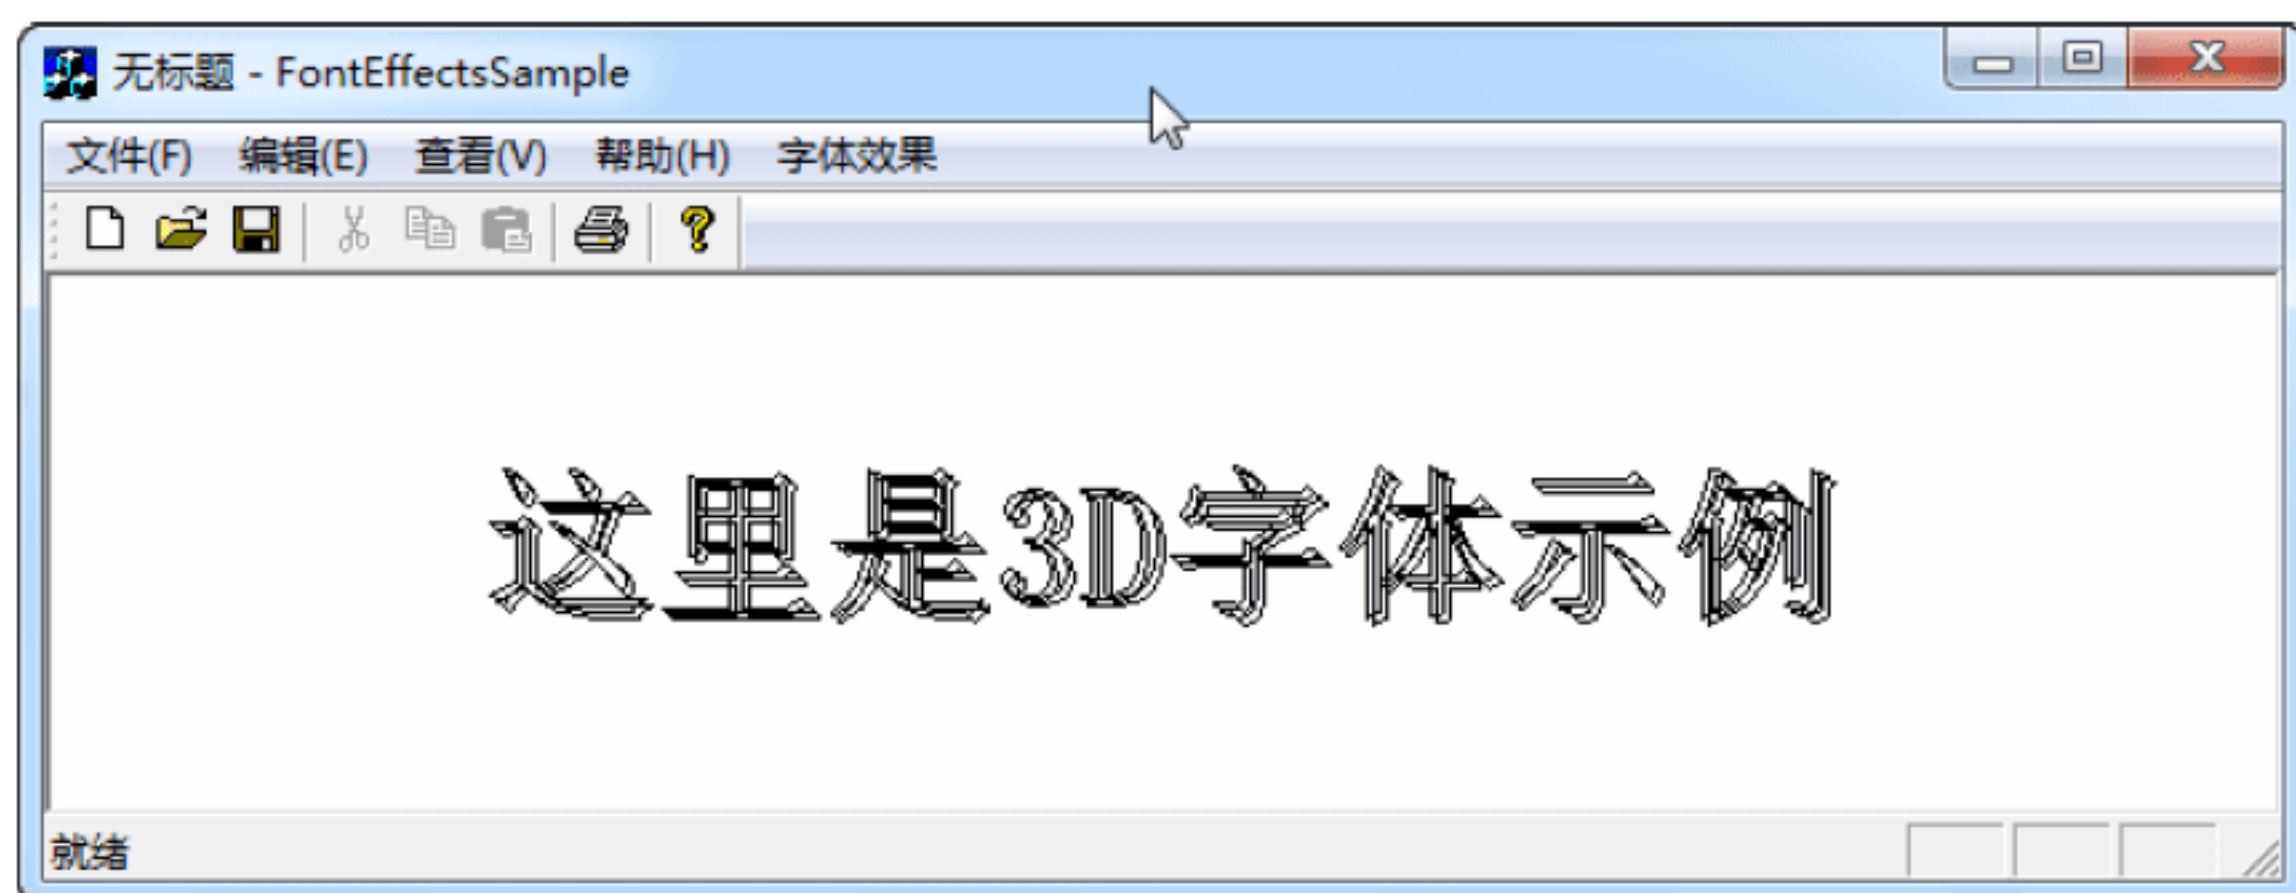 无标题 - FontEffectsSample
文件(F) 编辑(E) 查看(V) 帮助(H) 字体效果
这里是3D字体示例
就绪